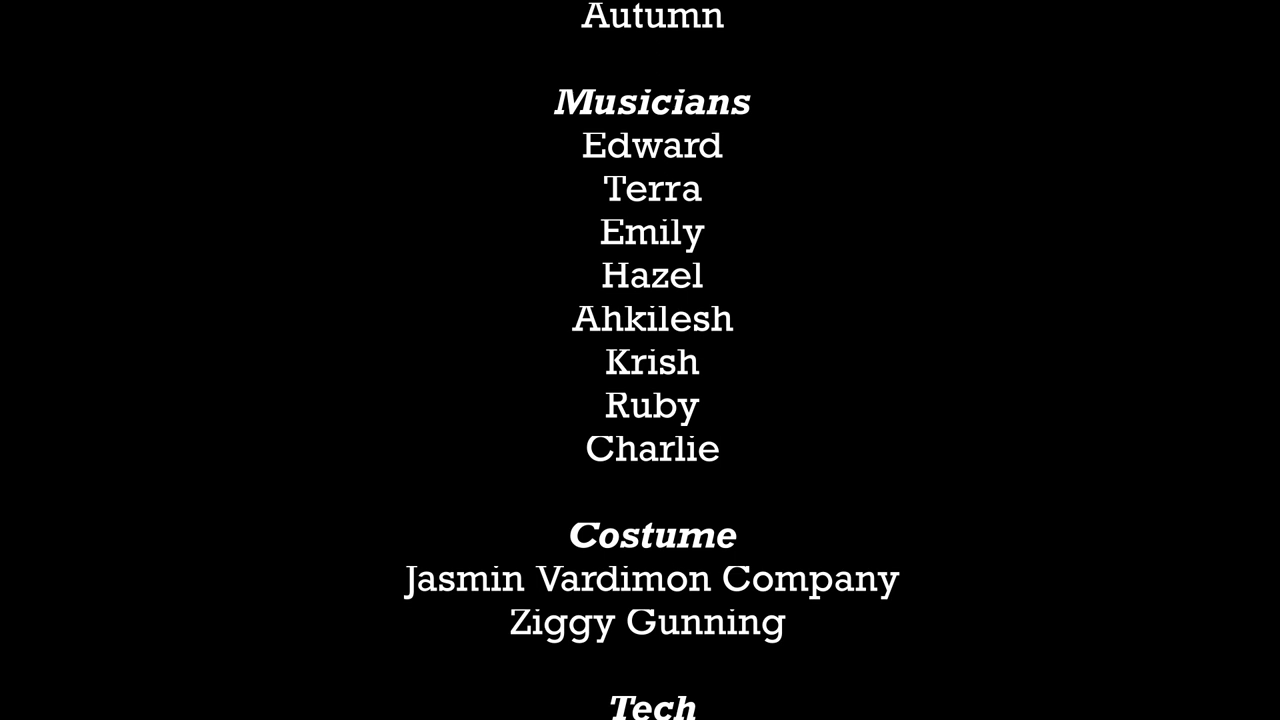 Autumn
Musicians
Edward
Terra
Emily
Hazel
Ahkilesh
Krish
Ruby
Charlie
Costume
Jasmin Vardimon Company
Ziggy Gunning
Tech